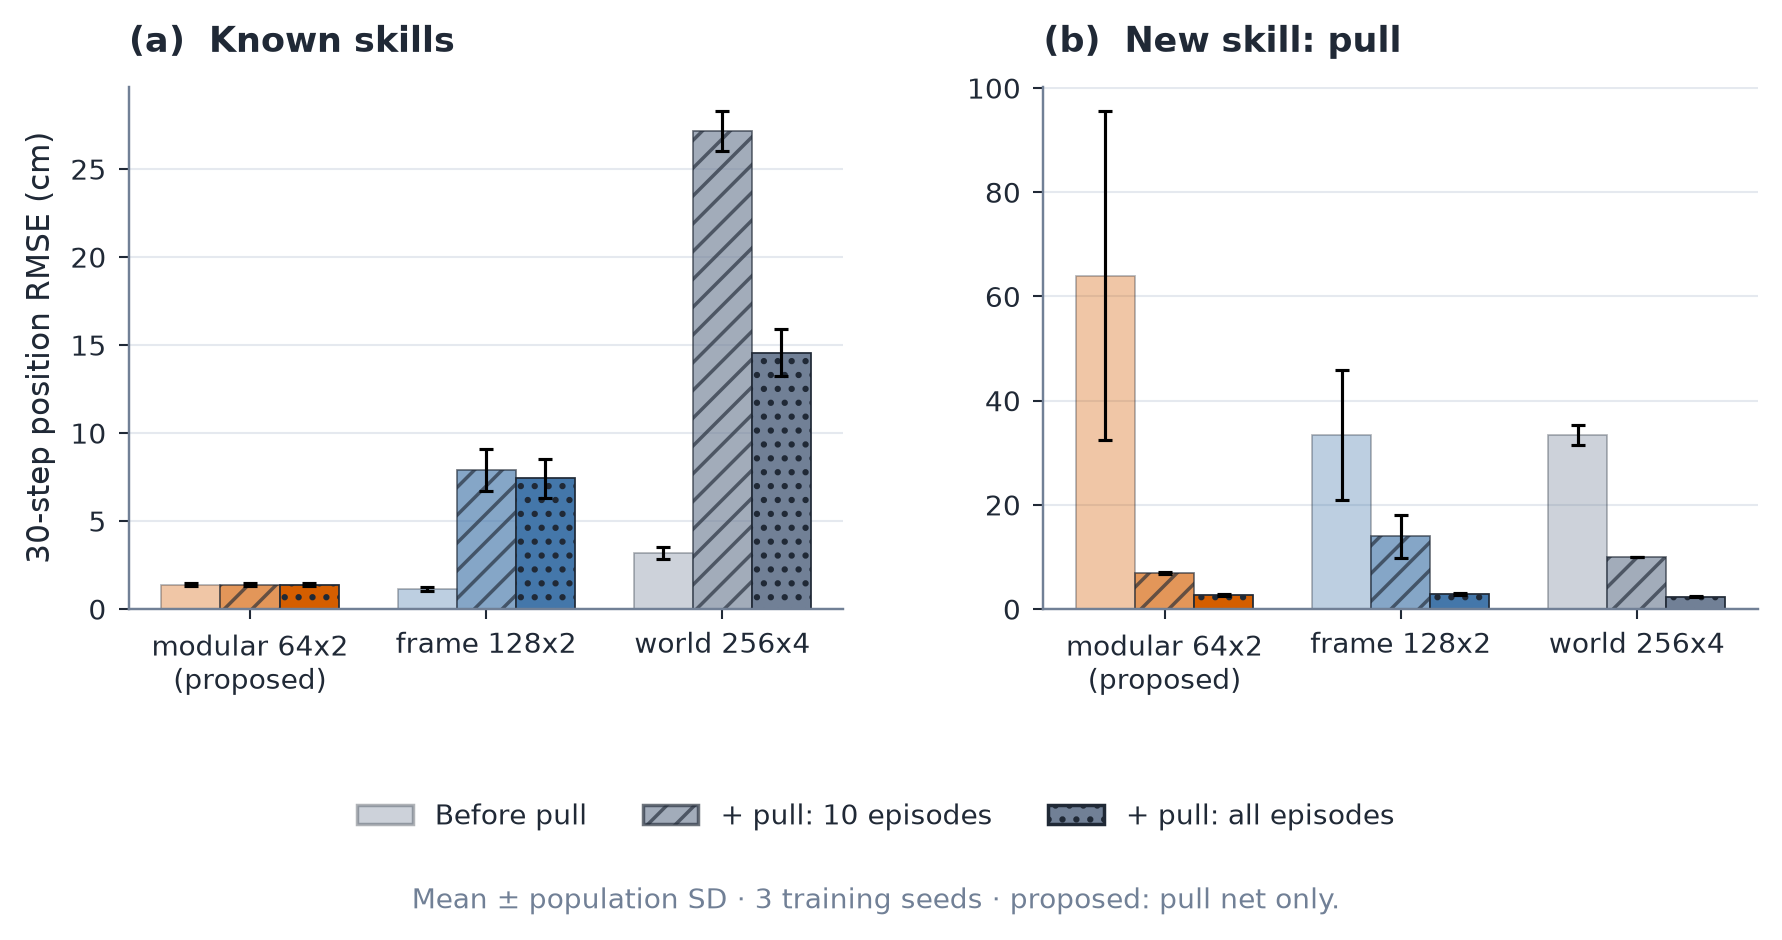 (a)  Known skills
30-step position RMSE (cm)
25
20
15
10
5
0
modular 64x2
(proposed)
frame 128x2
world 256x4
(b)  New skill: pull
100
80
60
40
20
0
modular 64x2
(proposed)
frame 128x2
world 256x4
Before pull
+ pull: 10 episodes
+ pull: all episodes
Mean ± population SD · 3 training seeds · proposed: pull net only.